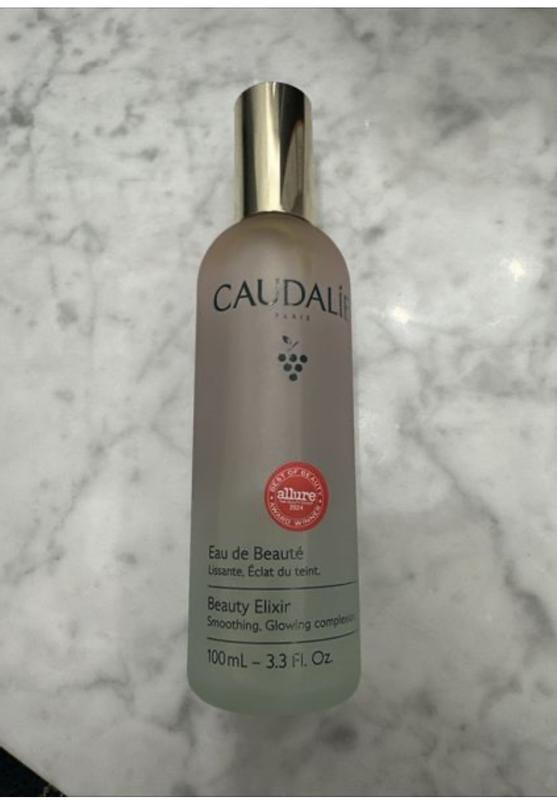 CAUDALÍE
PARIS
BEST OF BEAUTY
allure
2024
AWARD WINNER
Eau de Beauté
Lissante, Éclat du teint.
Beauty Elixir
Smoothing, Glowing complexion
100mL – 3.3 Fl. Oz.